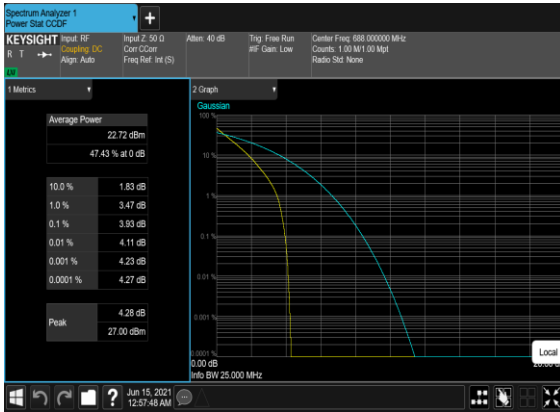 Spectrum Analyzer 1
Power Stat CCDF
+
KEYSIGHT
R T
LV
Input: RF
Coupling: DC
Align: Auto
Input Z: 50 Ω
Corr CCorr
Freq Ref: Int (S)
Atten: 40 dB
Trig: Free Run
#IF Gain: Low
Center Freq: 688.000000 MHz
Counts: 1.00 M/1.00 Mpt
Radio Std: None
1 Metrics
Average Power
22.72 dBm
47.43 % at 0 dB
10.0 % 1.83 dB
1.0 % 3.47 dB
0.1 % 3.93 dB
0.01 % 4.11 dB
0.001 % 4.23 dB
0.0001 % 4.27 dB
Peak
4.28 dB
27.00 dBm
2 Graph
Gaussian
100 %
10 %
1 %
0.1 %
0.01 %
0.001 %
0.0001 %
0.00 dB
Info BW 25.000 MHz
Local
?
Jun 15, 2021
12:57:48 AM